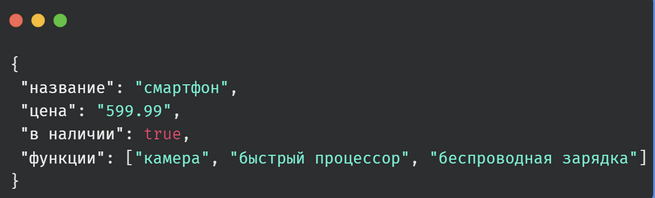 {
"название": "смартфон",
"цена": "599.99",
"в наличии": true,
"функции": ["камера", "быстрый процессор", "беспроводная зарядка"]
}